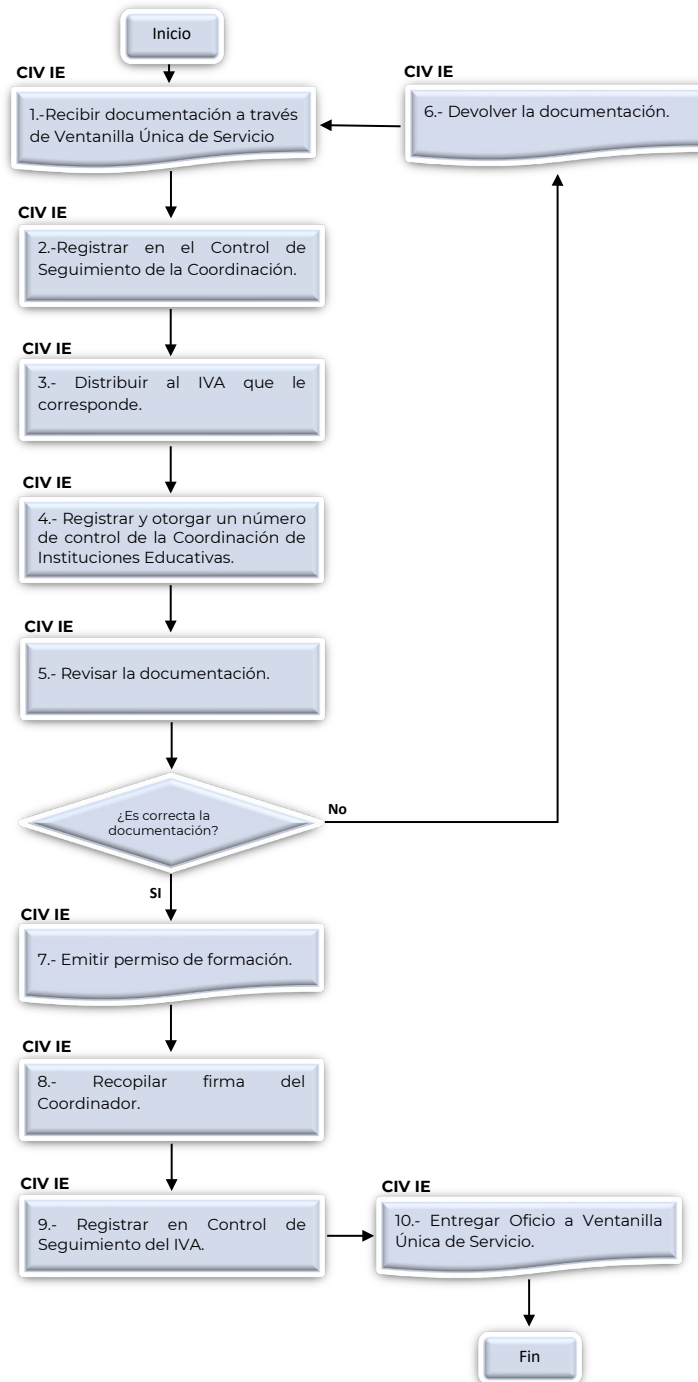 Inicio
CIV IE
1.-Recibir documentación a través
de Ventanilla Única de Servicio
CIV IE
6.- Devolver la documentación.
CIV IE
2.-Registrar en el Control de
Seguimiento de la Coordinación.
CIV IE
3.- Distribuir al IVA que le
corresponde.
CIV IE
4.- Registrar y otorgar un número
de control de la Coordinación de
Instituciones Educativas.
CIV IE
5.- Revisar la documentación.
¿Es correcta la
documentación?
No
SI
CIV IE
7.- Emitir permiso de formación.
CIV IE
8.- Recopilar firma del
Coordinador.
CIV IE
9.- Registrar en Control de
Seguimiento del IVA.
CIV IE
10.- Entregar Oficio a Ventanilla
Única de Servicio.
Fin